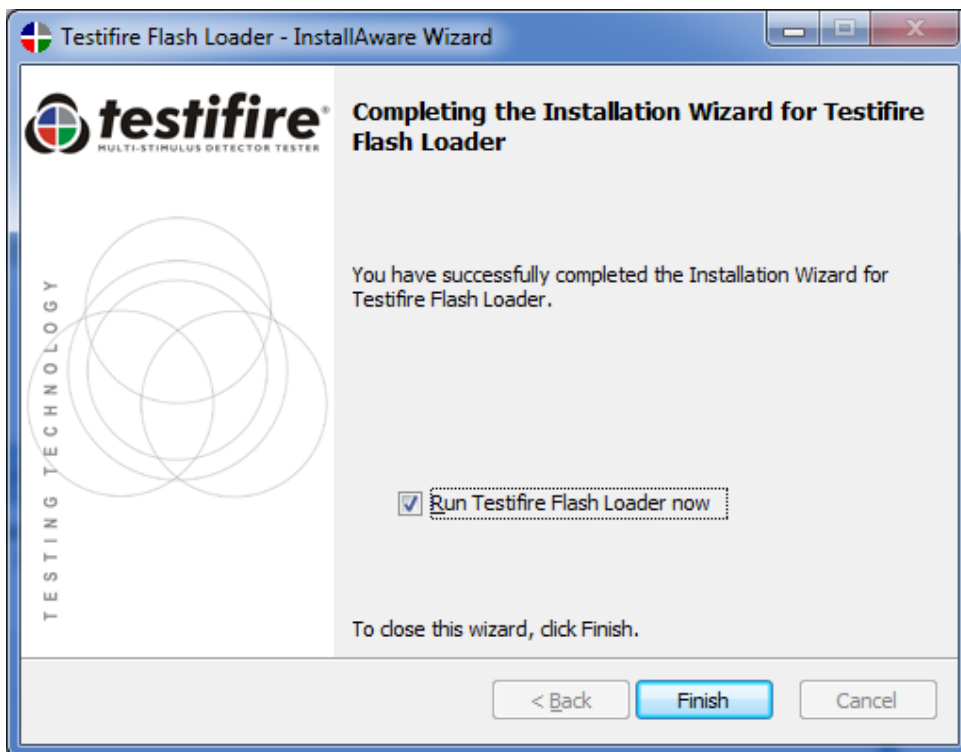 Testifire Flash Loader - InstallAware Wizard
testifire®
MULTI-STIMULUS DETECTOR TESTER
TESTING TECHNOLOGY
Completing the Installation Wizard for Testifire
Flash Loader
You have successfully completed the Installation Wizard for
Testifire Flash Loader.
Run Testifire Flash Loader now
To close this wizard, click Finish.
< Back
Finish
Cancel